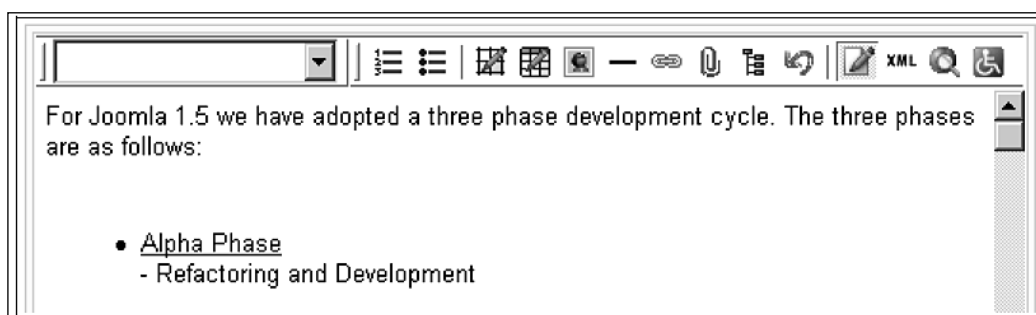 XML
For Joomla 1.5 we have adopted a three phase development cycle. The three phases
are as follows:
• Alpha Phase
- Refactoring and Development